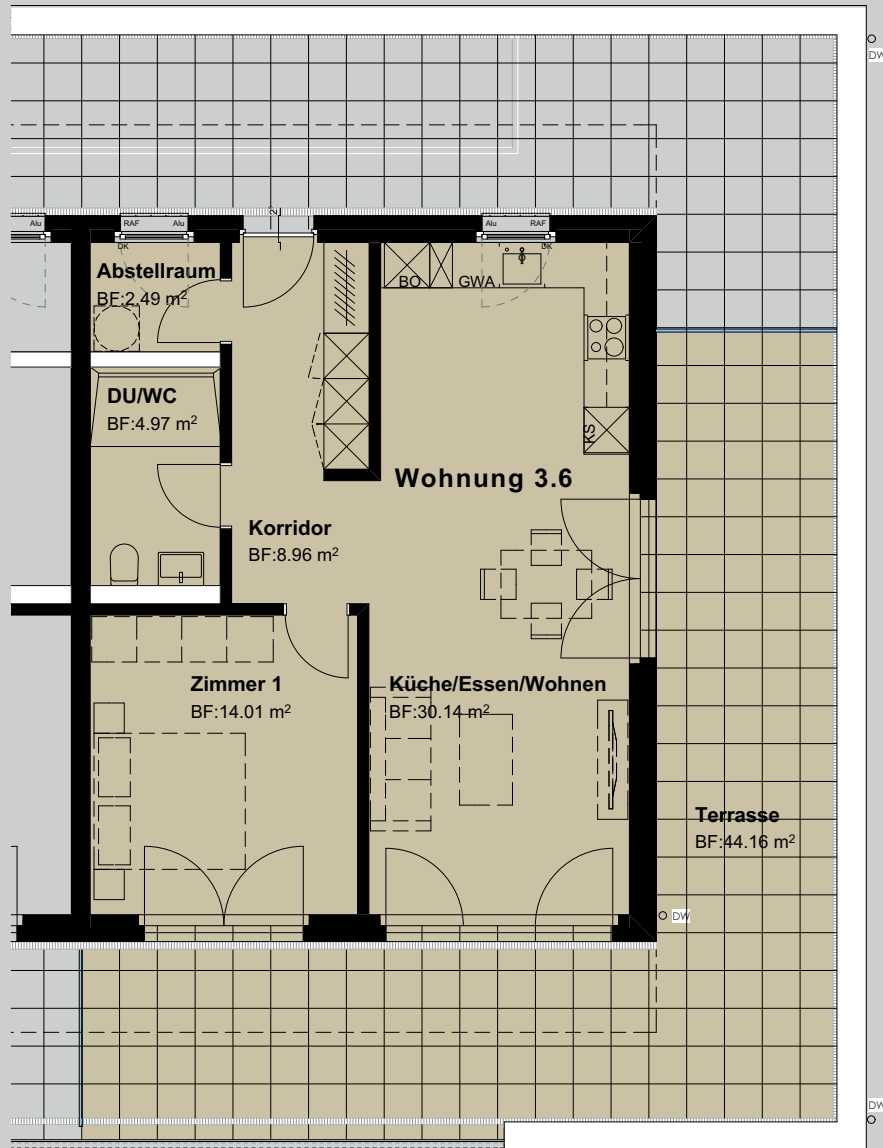 DW
2
Alu
RAF
Alu
Alu
RAF
DK
DK
Abstellraum
BF:2.49 m²
BO
GWA
DU/WC
BF:4.97 m²
KS
Wohnung 3.6
Korridor
BF:8.96 m²
Zimmer 1
BF:14.01 m²
Küche/Essen/Wohnen
BF:30.14 m²
Terrasse
BF:44.16 m²
DW
DW